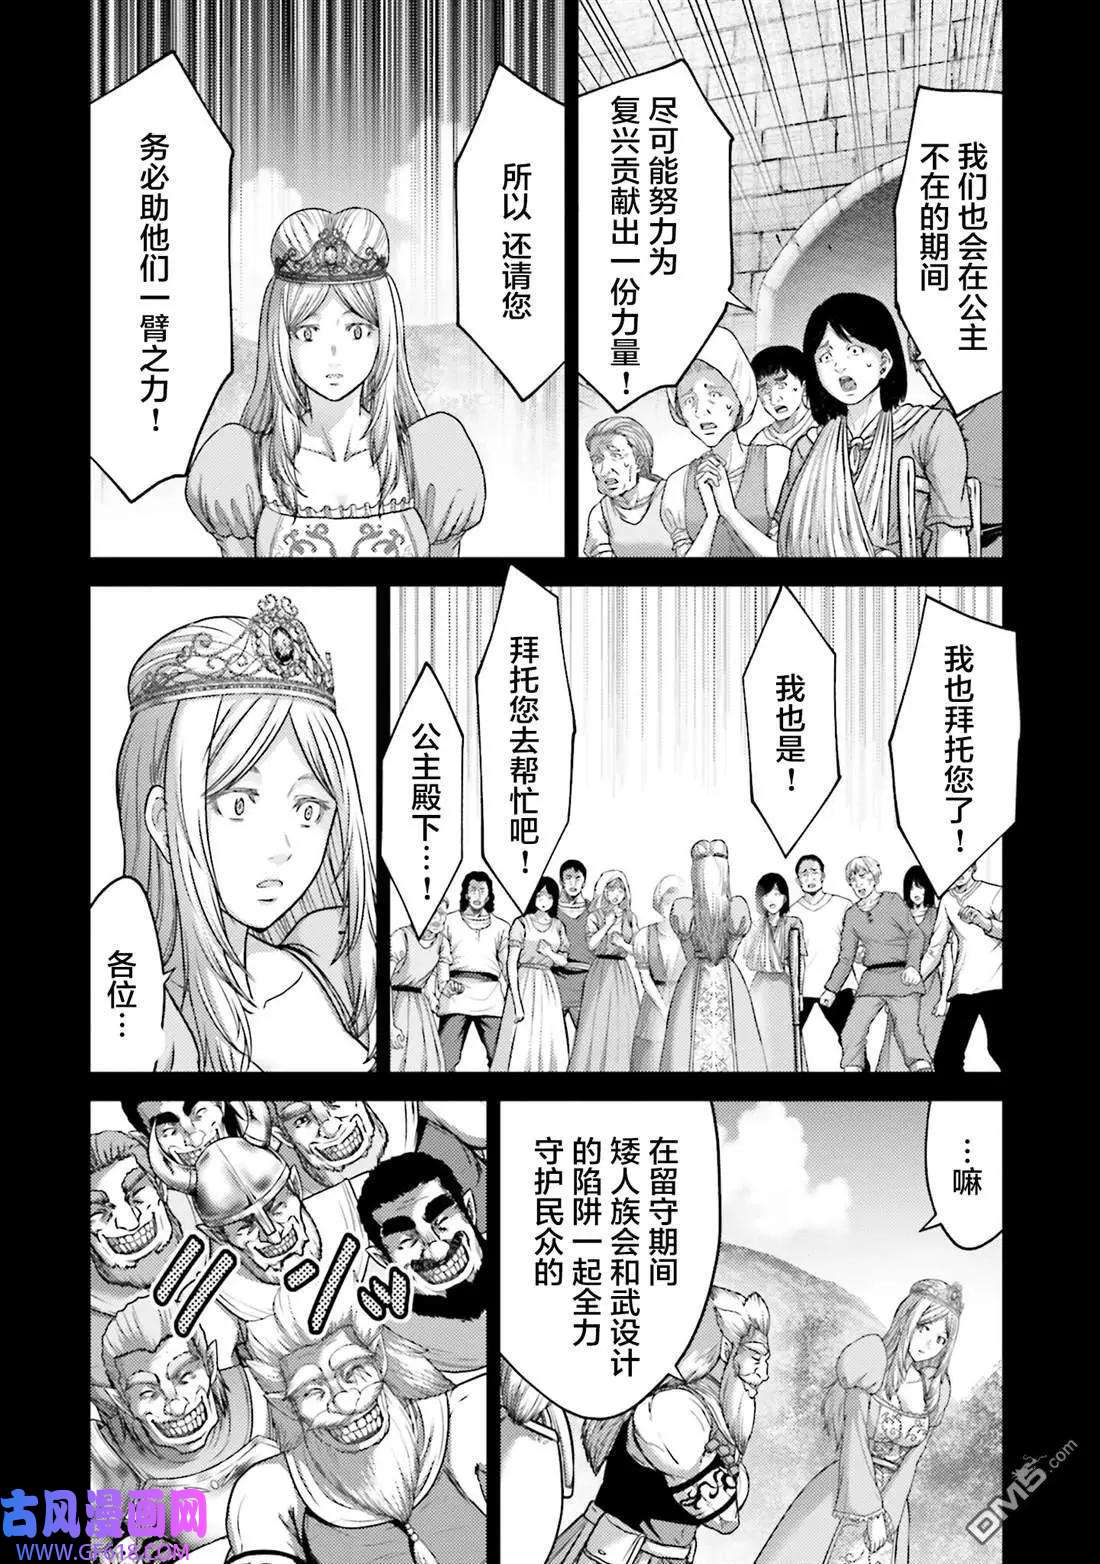 我们也会在公主
不在的期间
尽可能努力为
复兴贡献出一份力量！
所以 还请您
务必助他们一臂之力！
我也拜托您了！
我也是！
拜托您去帮忙吧！
公主殿下…！
各位…
…嘛
在留守期间
矮人族会和武设计
的陷阱一起全力
守护民众的
ニッ
古风漫画网
WWW.GF618.COM
DM5.com